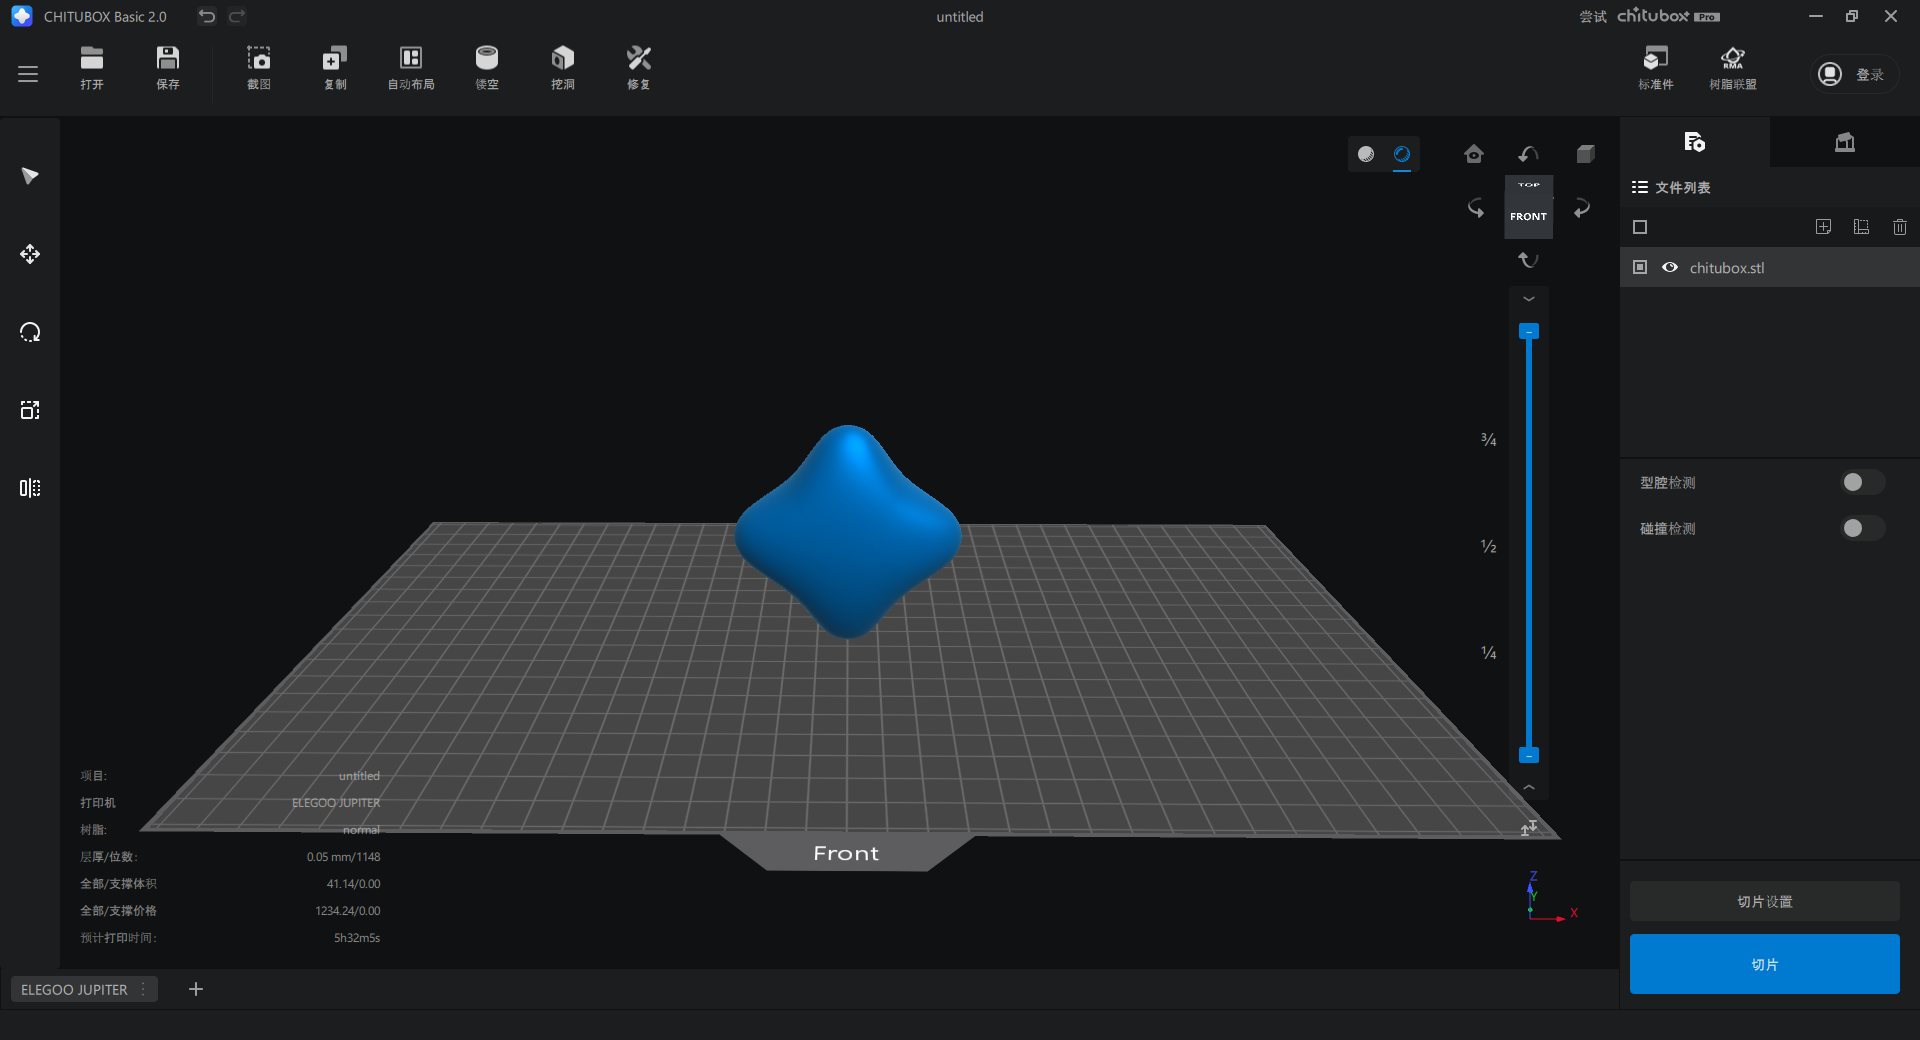 CHITUBOX Basic 2.0
untitled
尝试 chitubox Pro
打开
保存
截图
复制
自动布局
镂空
挖洞
修复
标准件
树脂联盟
登录
TOP
FRONT
文件列表
chitubox.stl
3/4
1/2
1/4
型腔检测
碰撞检测
项目: untitled
打印机 ELEGOO JUPITER
树脂: normal
层厚/位数: 0.05 mm/1148
全部/支撑体积 41.14/0.00
全部/支撑价格 1234.24/0.00
预计打印时间: 5h32m5s
Front
Z
Y
X
切片设置
切片
ELEGOO JUPITER